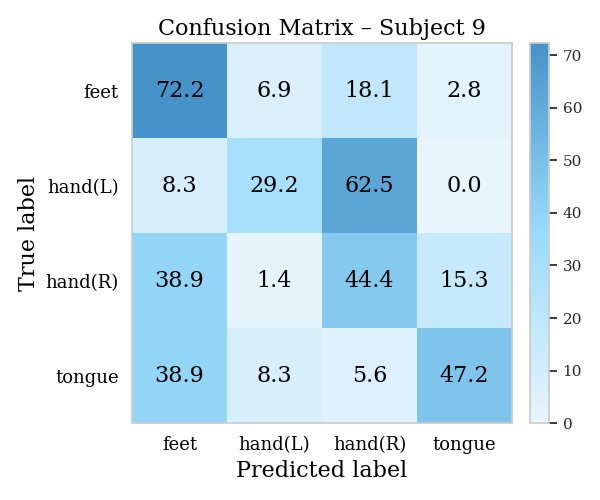 Confusion Matrix – Subject 9
True label
feet 72.2 6.9 18.1 2.8
hand(L) 8.3 29.2 62.5 0.0
hand(R) 38.9 1.4 44.4 15.3
tongue 38.9 8.3 5.6 47.2
feet hand(L) hand(R) tongue
Predicted label
70
60
50
40
30
20
10
0